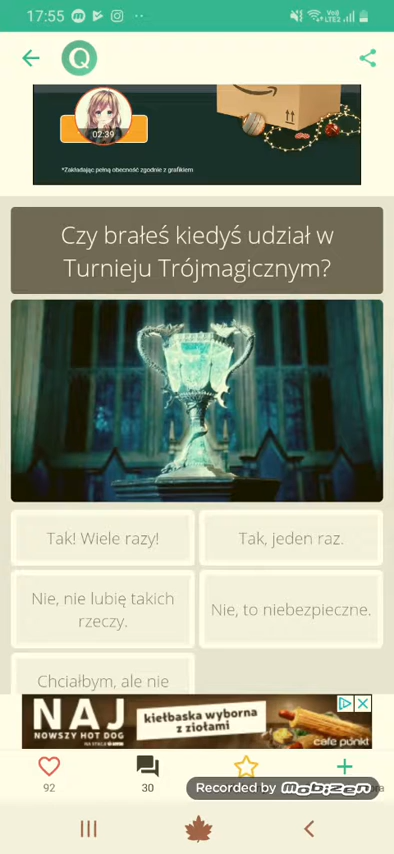 17:55
Vo))
LTE2
Q
02:39
*Zakładając pełną obecność zgodnie z grafikiem
Czy brałeś kiedyś udział w
Turnieju Trójmagicznym?
Tak! Wiele razy!
Tak, jeden raz.
Nie, nie lubię takich
rzeczy.
Nie, to niebezpieczne.
Chciałbym, ale nie
NAJ
NOWSZY HOT DOG
kiełbaska wyborna
z ziołami
cafe punkt
92
30
Recorded by mobizen